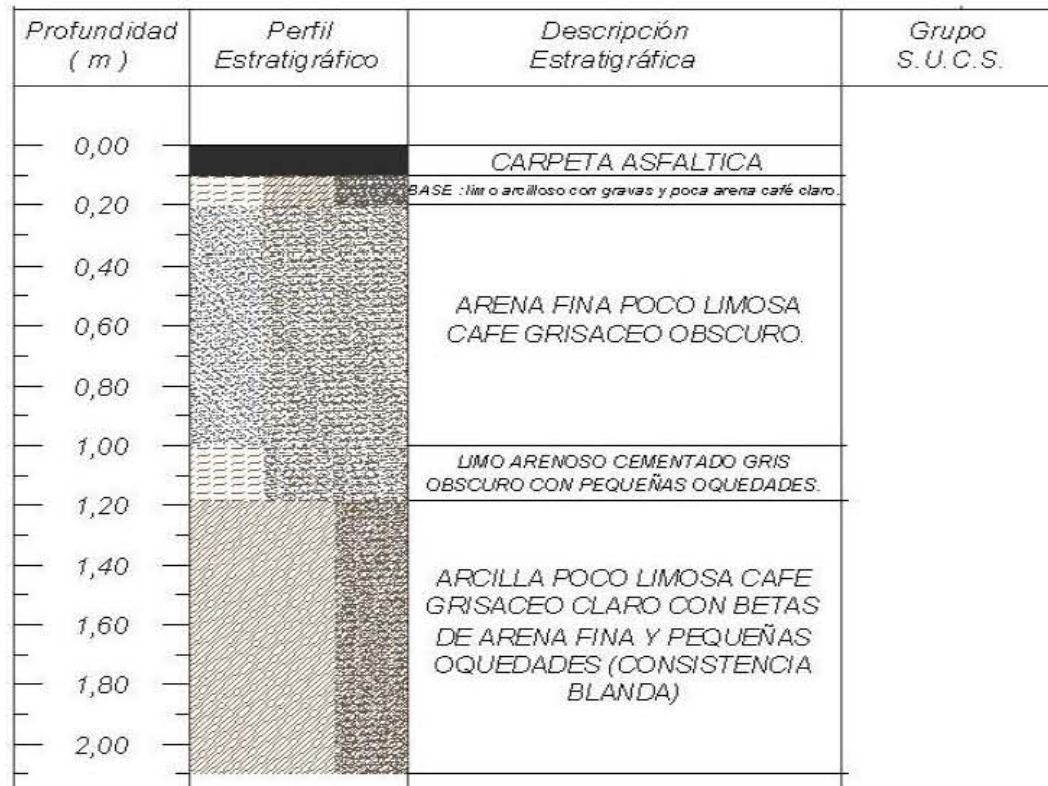 Profundidad
( m )
Perfil
Estratigráfico
Descripción
Estratigráfica
Grupo
S.U.C.S.
0,00
0,20
0,40
0,60
0,80
1,00
1,20
1,40
1,60
1,80
2,00
CARPETA ASFALTICA
BASE : limo arcilloso con gravas y poca arena café claro.
ARENA FINA POCO LIMOSA
CAFE GRISACEO OBSCURO.
LIMO ARENOSO CEMENTADO GRIS
OBSCURO CON PEQUEÑAS OQUEDADES.
ARCILLA POCO LIMOSA CAFE
GRISACEO CLARO CON BETAS
DE ARENA FINA Y PEQUEÑAS
OQUEDADES (CONSISTENCIA
BLANDA)